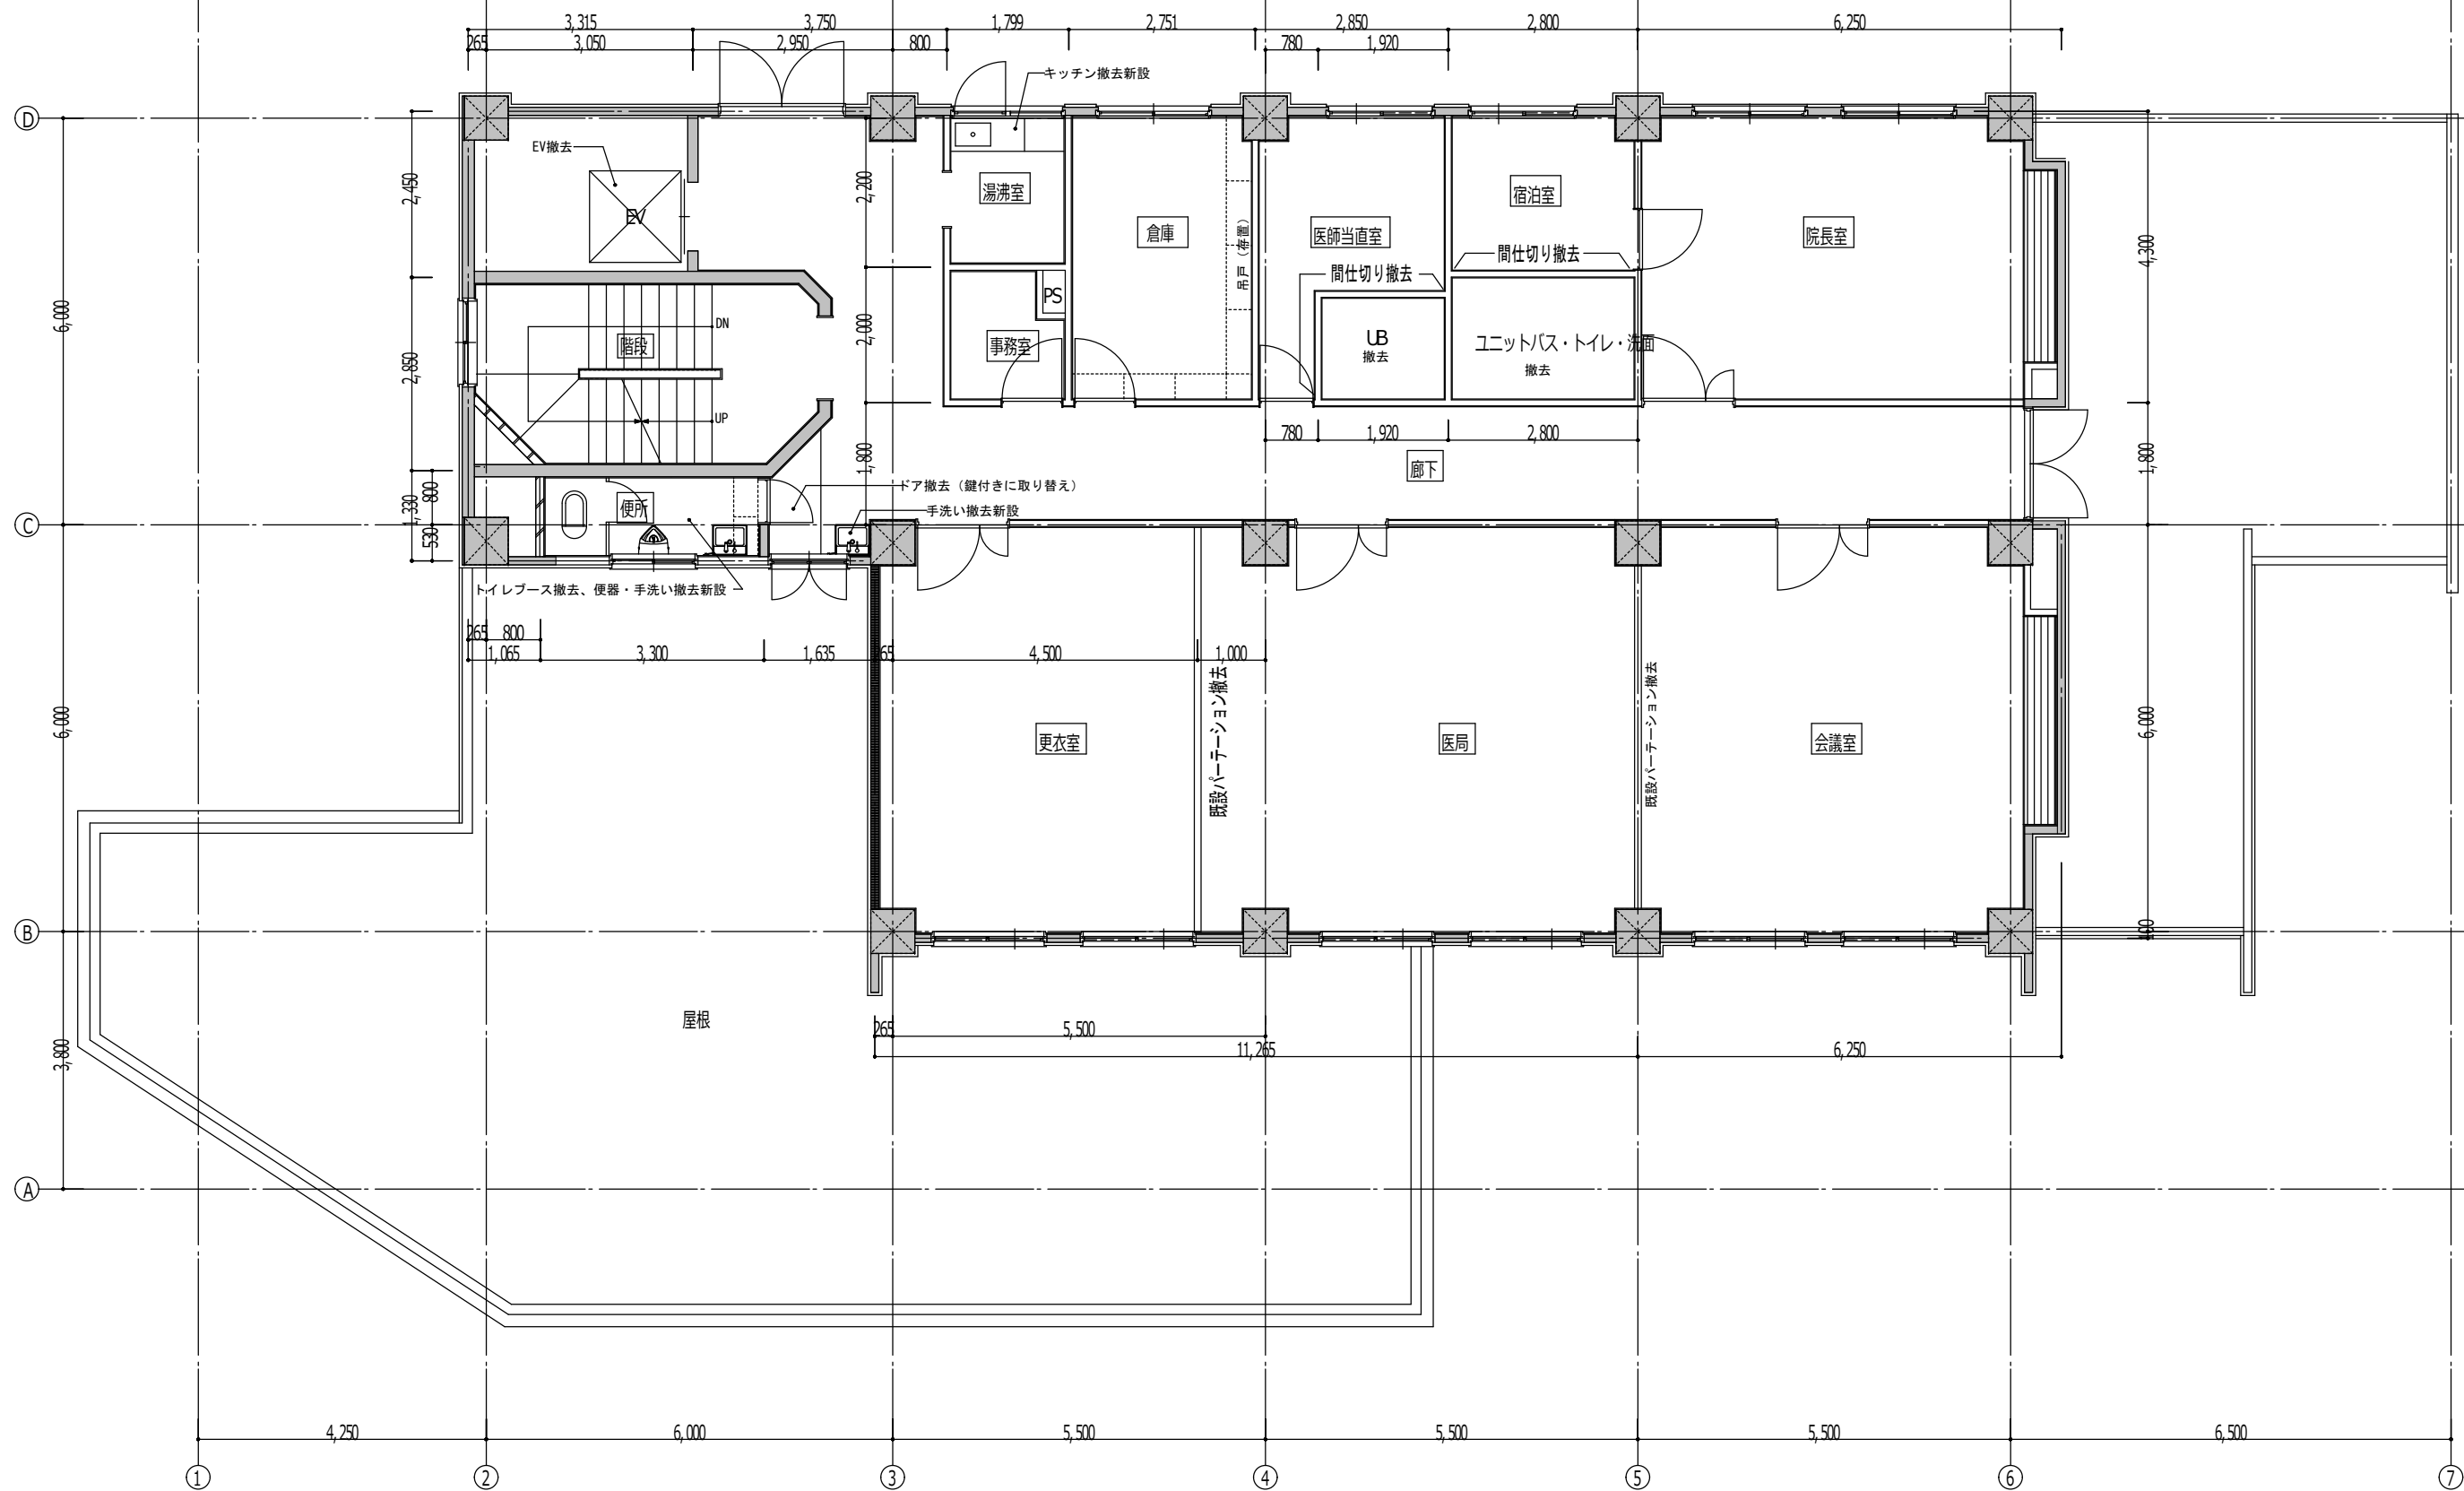 3,315
3,750
1,799
2,751
2,850
2,800
6,250
265
3,050
2,950
800
780
1,920
キッチン撤去新設
D
EV撤去
EV
2,450
2,200
湯沸室
倉庫
吊戸（存置）
医師当直室
宿泊室
院長室
間仕切り撤去
間仕切り撤去
4,300
6,000
PS
DN
階段
2,850
2,000
事務室
UB
撤去
ユニットバス・トイレ・洗面
撤去
UP
780
1,920
2,800
1,800
1,800
廊下
ドア撤去（鍵付きに取り替え）
手洗い撤去新設
1,330
800
530
便所
C
トイレブース撤去、便器・手洗い撤去新設
265
800
1,065
3,300
1,635
265
4,500
1,000
既設パーテーション撤去
既設パーテーション撤去
6,000
6,000
更衣室
医局
会議室
B
160
屋根
265
5,500
11,265
6,250
3,800
A
4,250
6,000
5,500
5,500
5,500
6,500
1
2
3
4
5
6
7